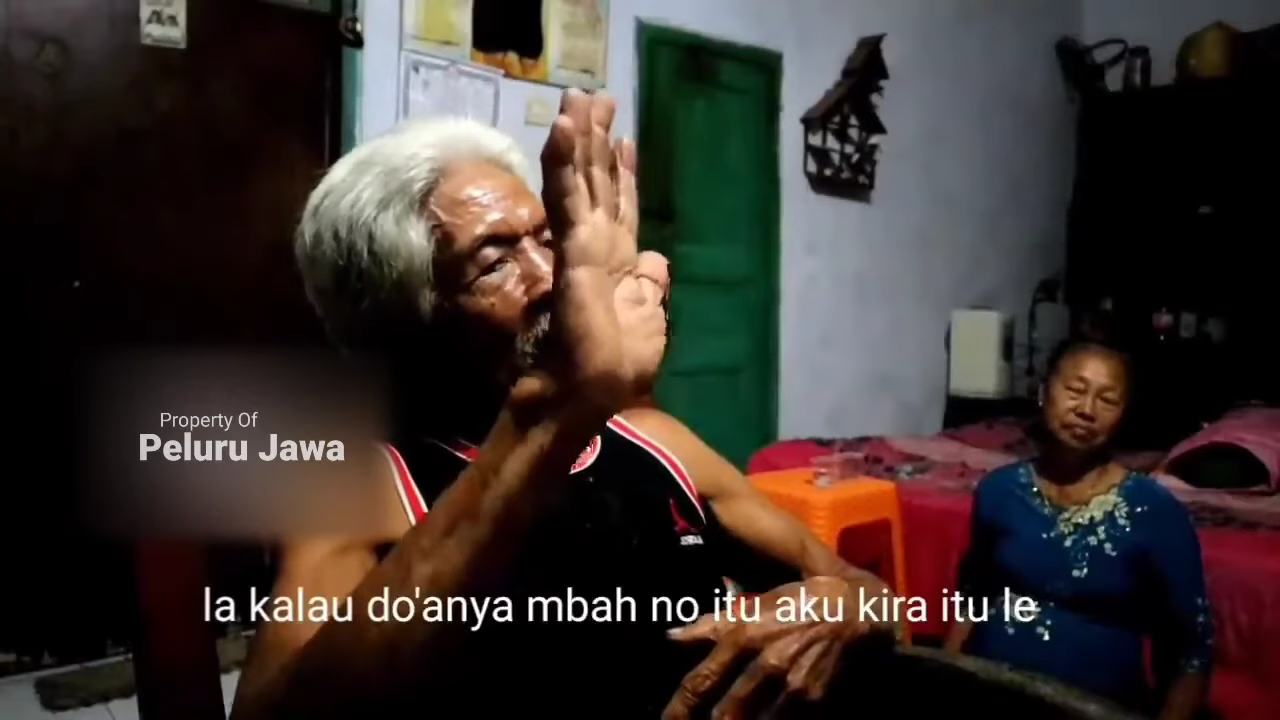 Property Of
Peluru Jawa
la kalau do'anya mbah no itu aku kira itu le